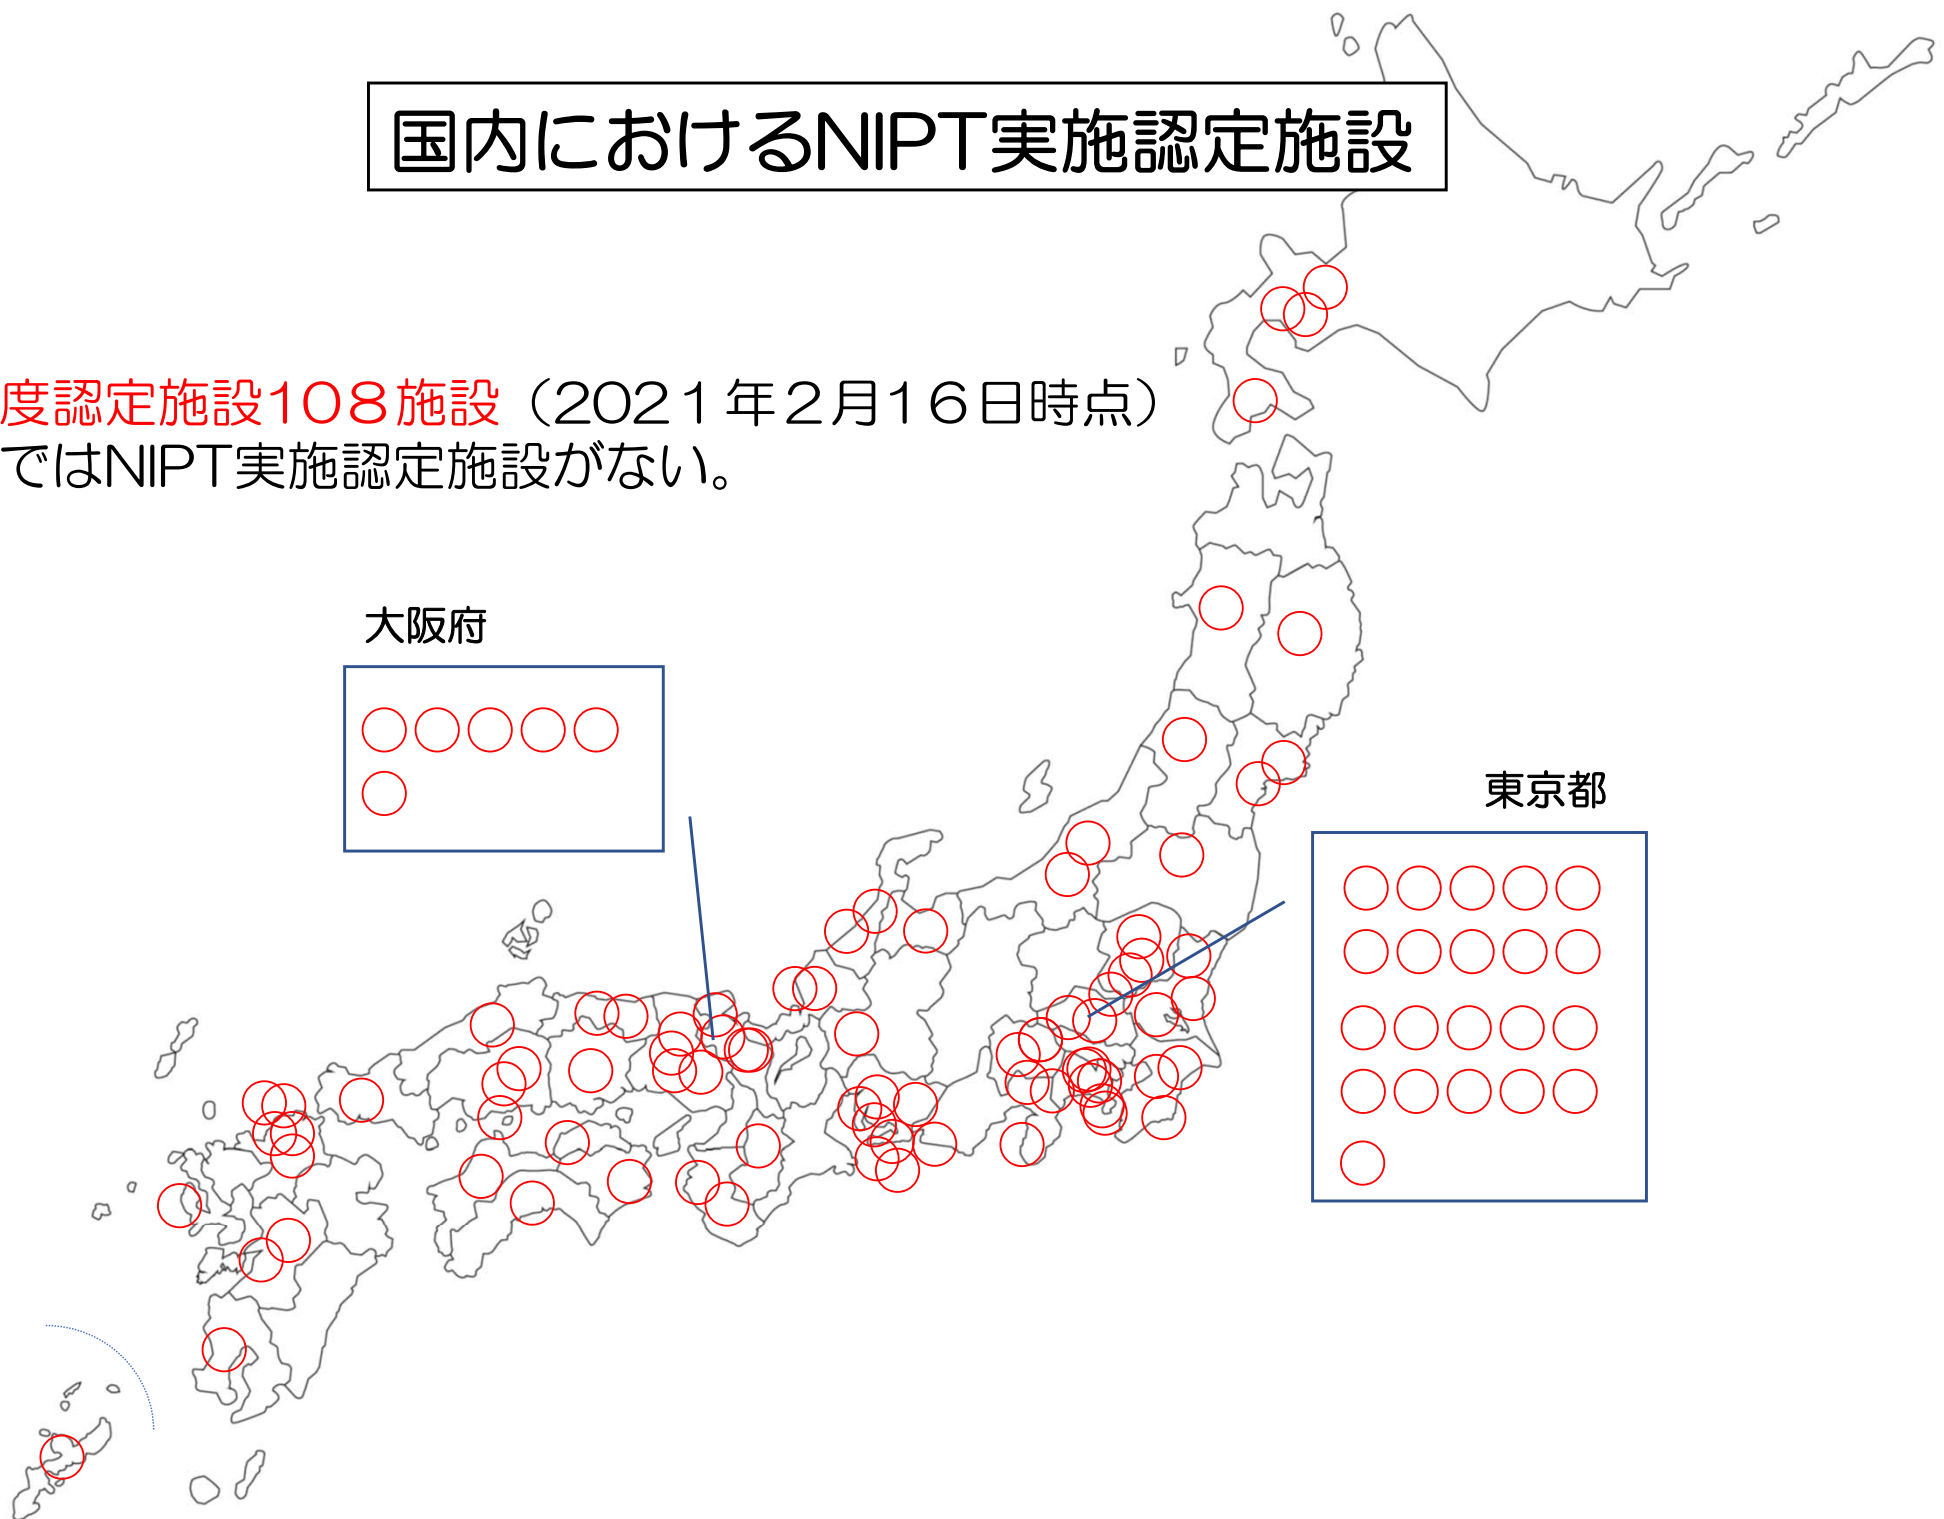 国内におけるNIPT実施認定施設
度認定施設108施設（2021年2月16日時点）
ではNIPT実施認定施設がない。
大阪府
東京都